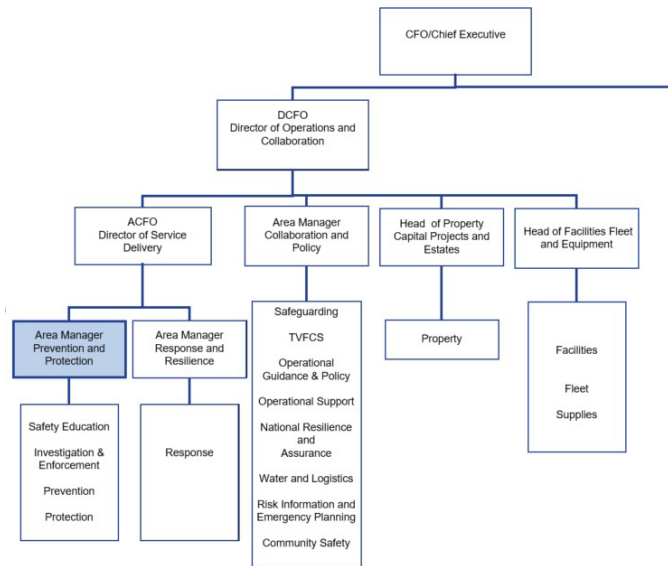 CFO/Chief Executive
DCFO
Director of Operations and
Collaboration
ACFO
Director of Service
Delivery
Area Manager
Collaboration and
Policy
Head of Property
Capital Projects and
Estates
Head of Facilities Fleet
and Equipment
Area Manager
Prevention and
Protection
Area Manager
Response and
Resilience
Safeguarding
TVFCS
Operational
Guidance & Policy
Operational Support
National Resilience
and
Assurance
Water and Logistics
Risk Information and
Emergency Planning
Community Safety
Property
Facilities
Fleet
Supplies
Safety Education
Investigation &
Enforcement
Prevention
Protection
Response